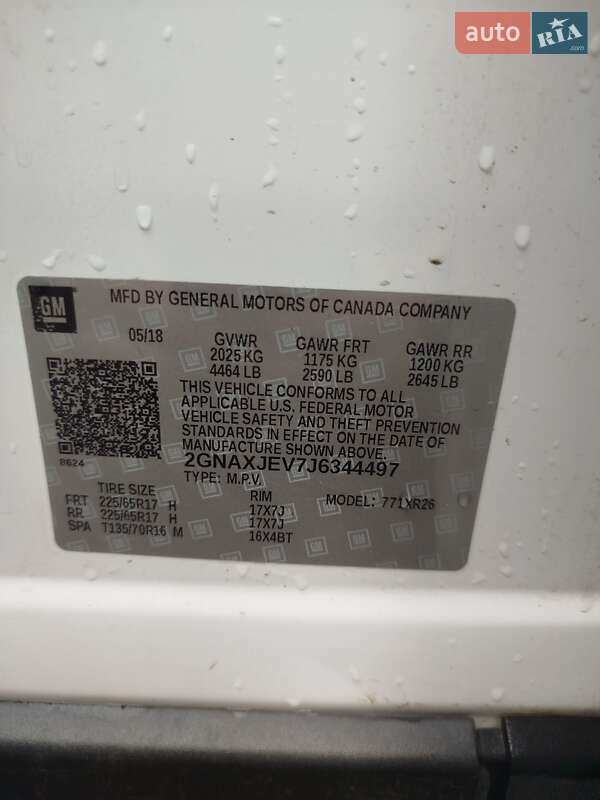 auto RIA.com
GM
MFD BY GENERAL MOTORS OF CANADA COMPANY
05/18 GVWR GAWR FRT GAWR RR
2025 KG 1175 KG 1200 KG
4464 LB 2590 LB 2645 LB
THIS VEHICLE CONFORMS TO ALL
APPLICABLE U.S. FEDERAL MOTOR
VEHICLE SAFETY AND THEFT PREVENTION
STANDARDS IN EFFECT ON THE DATE OF
MANUFACTURE SHOWN ABOVE.
8624 2GNAXJEV7J6344497
TYPE: M.P.V.
TIRE SIZE RIM MODEL: 771XR26
FRT 225/65R17 H 17X7J
RR 225/65R17 H 17X7J
SPA T135/70R16 M 16X4BT